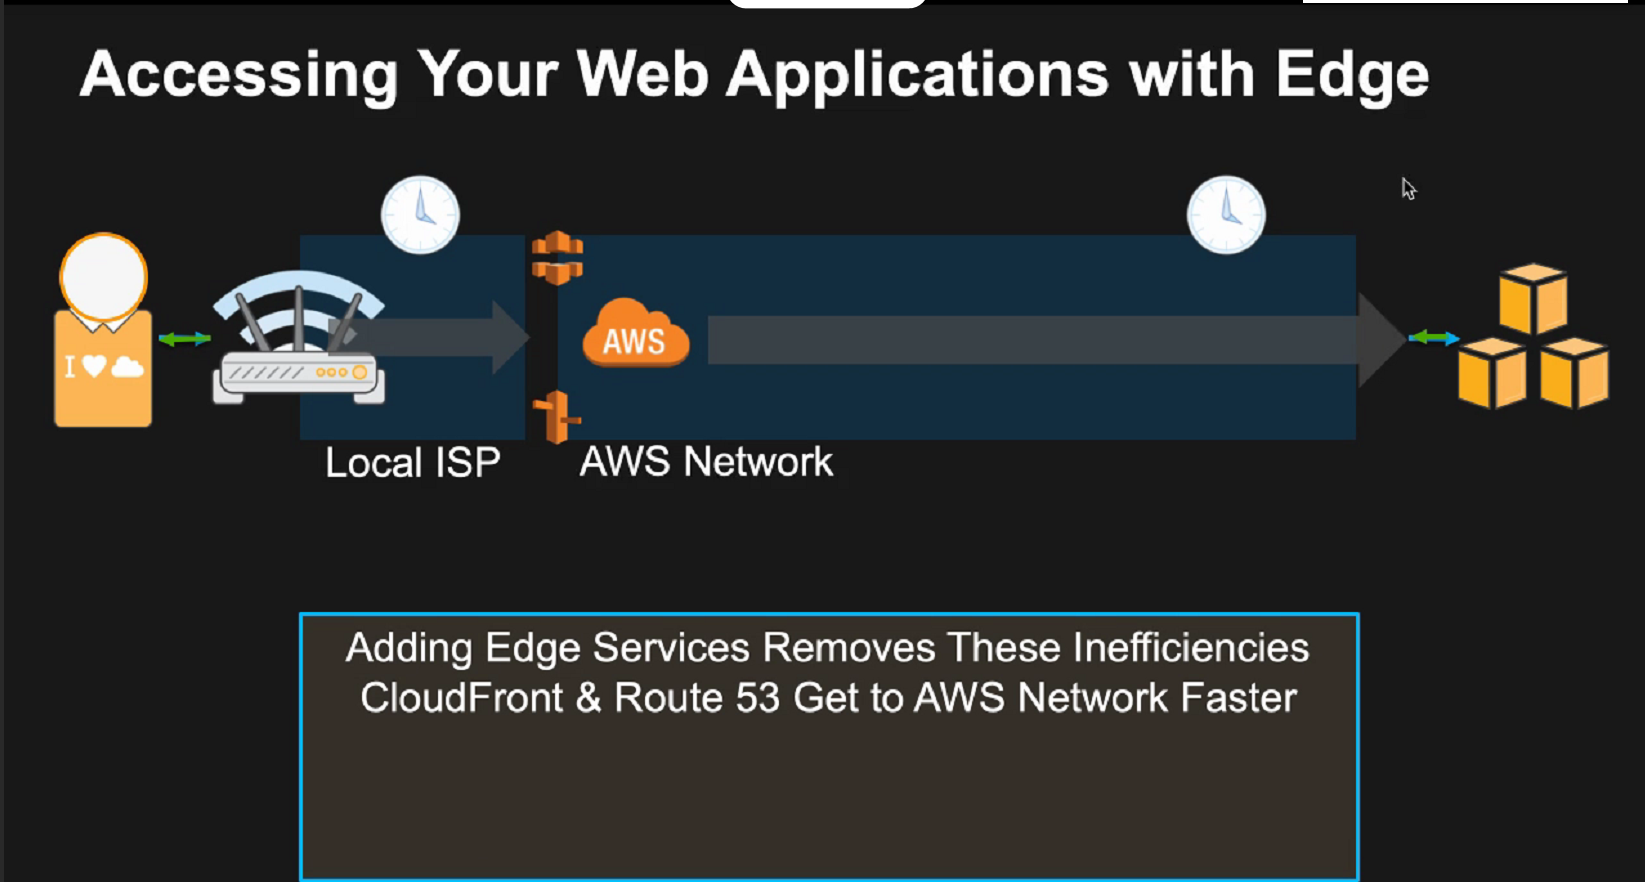 Accessing Your Web Applications with Edge
I
AWS
Local ISP
AWS Network
Adding Edge Services Removes These Inefficiencies
CloudFront & Route 53 Get to AWS Network Faster